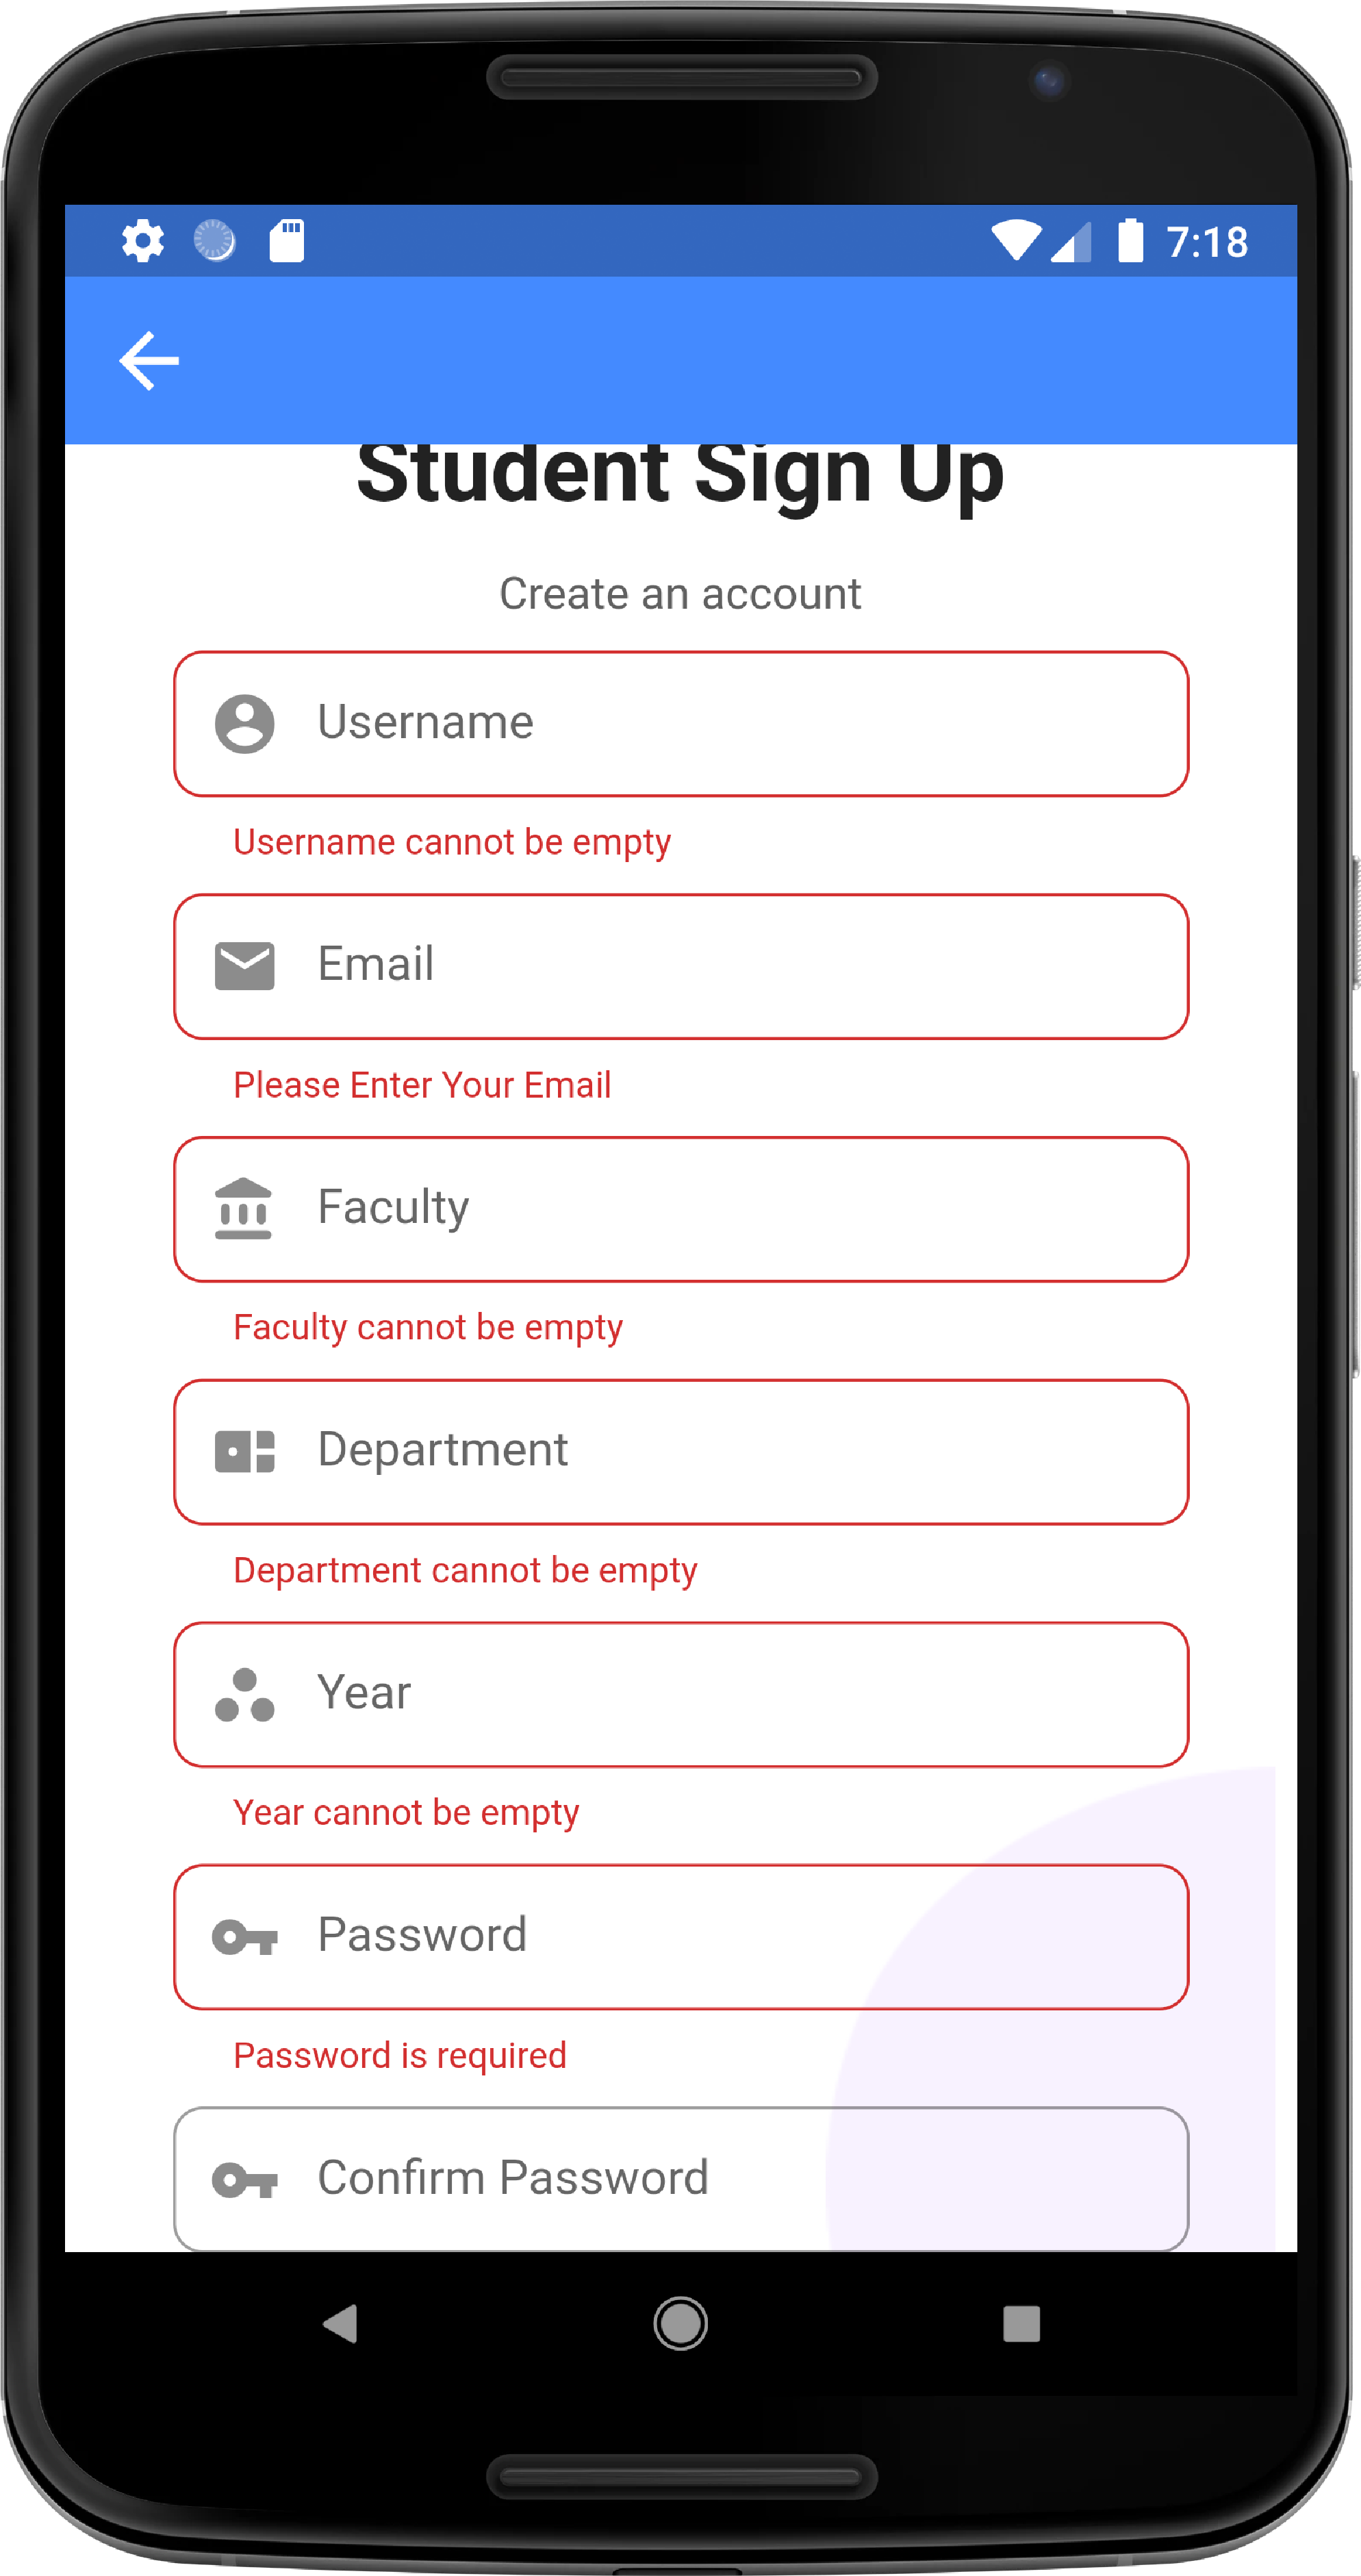 7:18
Student Sign Up
Create an account
Username
Username cannot be empty
Email
Please Enter Your Email
Faculty
Faculty cannot be empty
Department
Department cannot be empty
Year
Year cannot be empty
Password
Password is required
Confirm Password